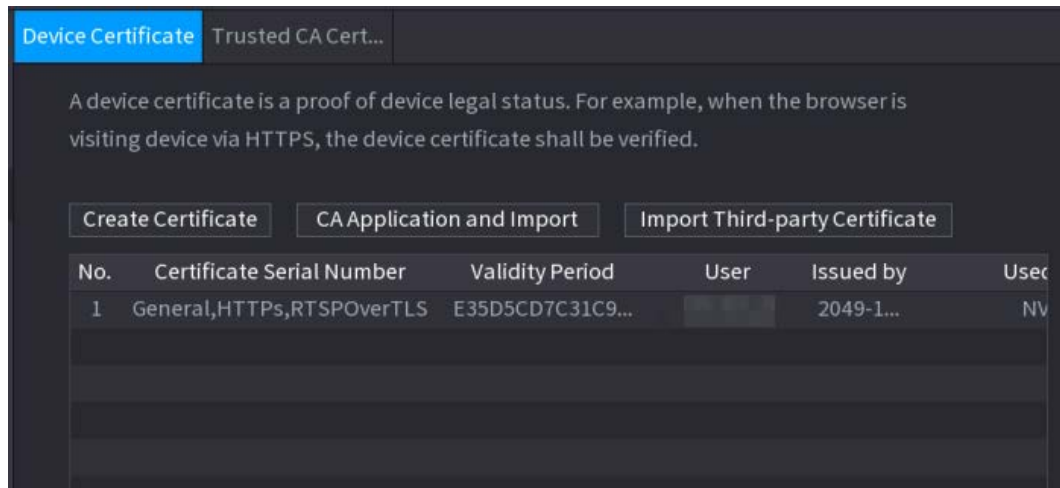 Device Certificate Trusted CA Cert...
A device certificate is a proof of device legal status. For example, when the browser is
visiting device via HTTPS, the device certificate shall be verified.
Create Certificate CA Application and Import Import Third-party Certificate
No. Certificate Serial Number Validity Period User Issued by Used
1 General,HTTPs,RTSPOverTLS E35D5CD7C31C9... 2049-1... NV